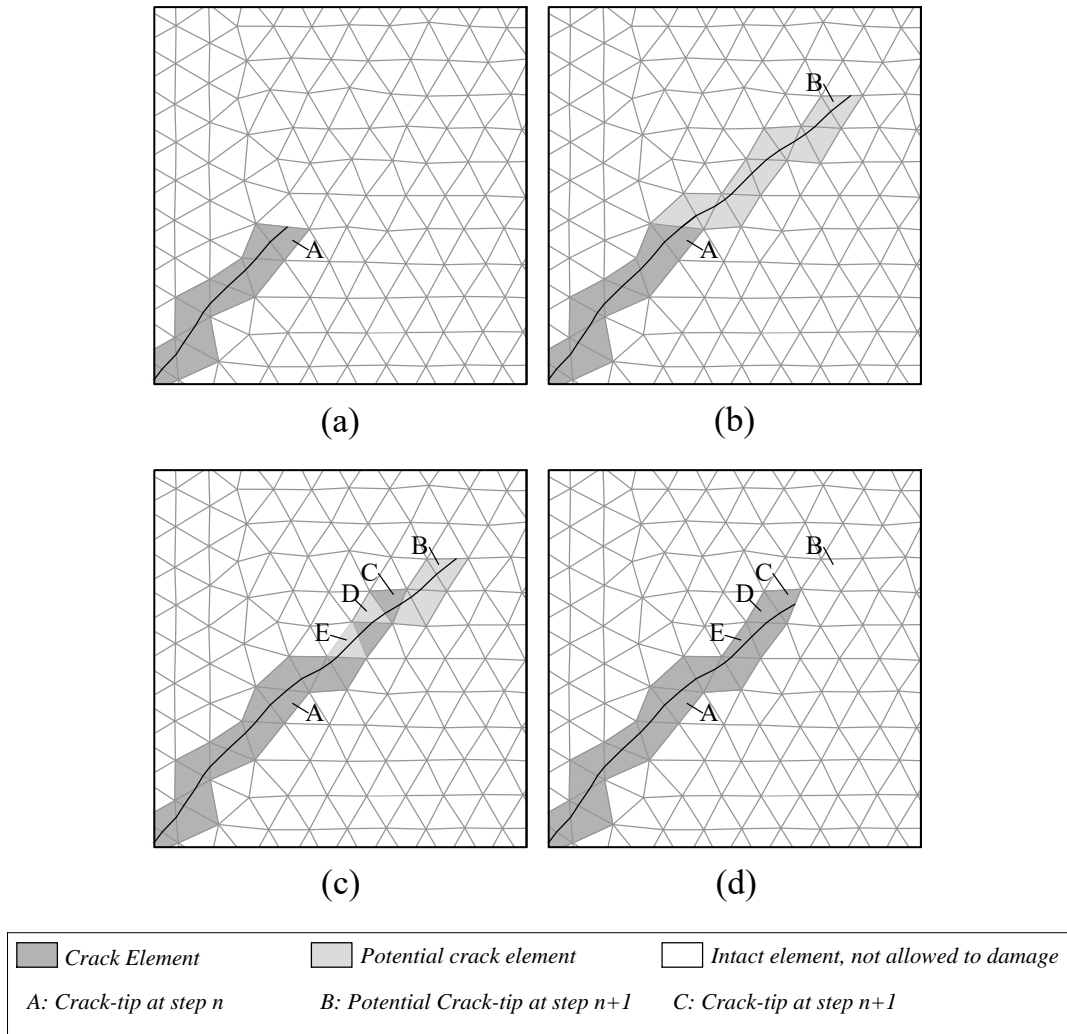 A
B
A
(a)
(b)
B
C
D
E
A
B
C
D
E
A
(c)
(d)
Crack Element
Potential crack element
Intact element, not allowed to damage
A: Crack-tip at step n
B: Potential Crack-tip at step n+1
C: Crack-tip at step n+1